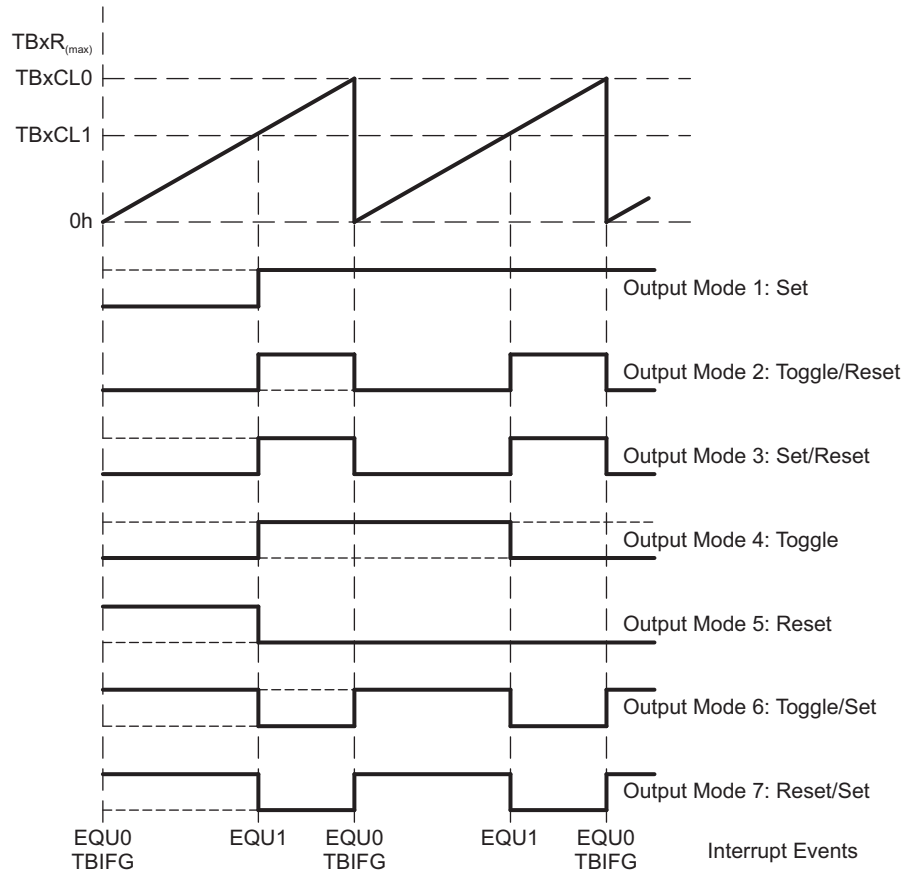 TBxR(max)
TBxCL0
TBxCL1
0h
Output Mode 1: Set
Output Mode 2: Toggle/Reset
Output Mode 3: Set/Reset
Output Mode 4: Toggle
Output Mode 5: Reset
Output Mode 6: Toggle/Set
Output Mode 7: Reset/Set
EQU0 EQU1 EQU0 EQU1 EQU0
TBIFG TBIFG TBIFG
Interrupt Events